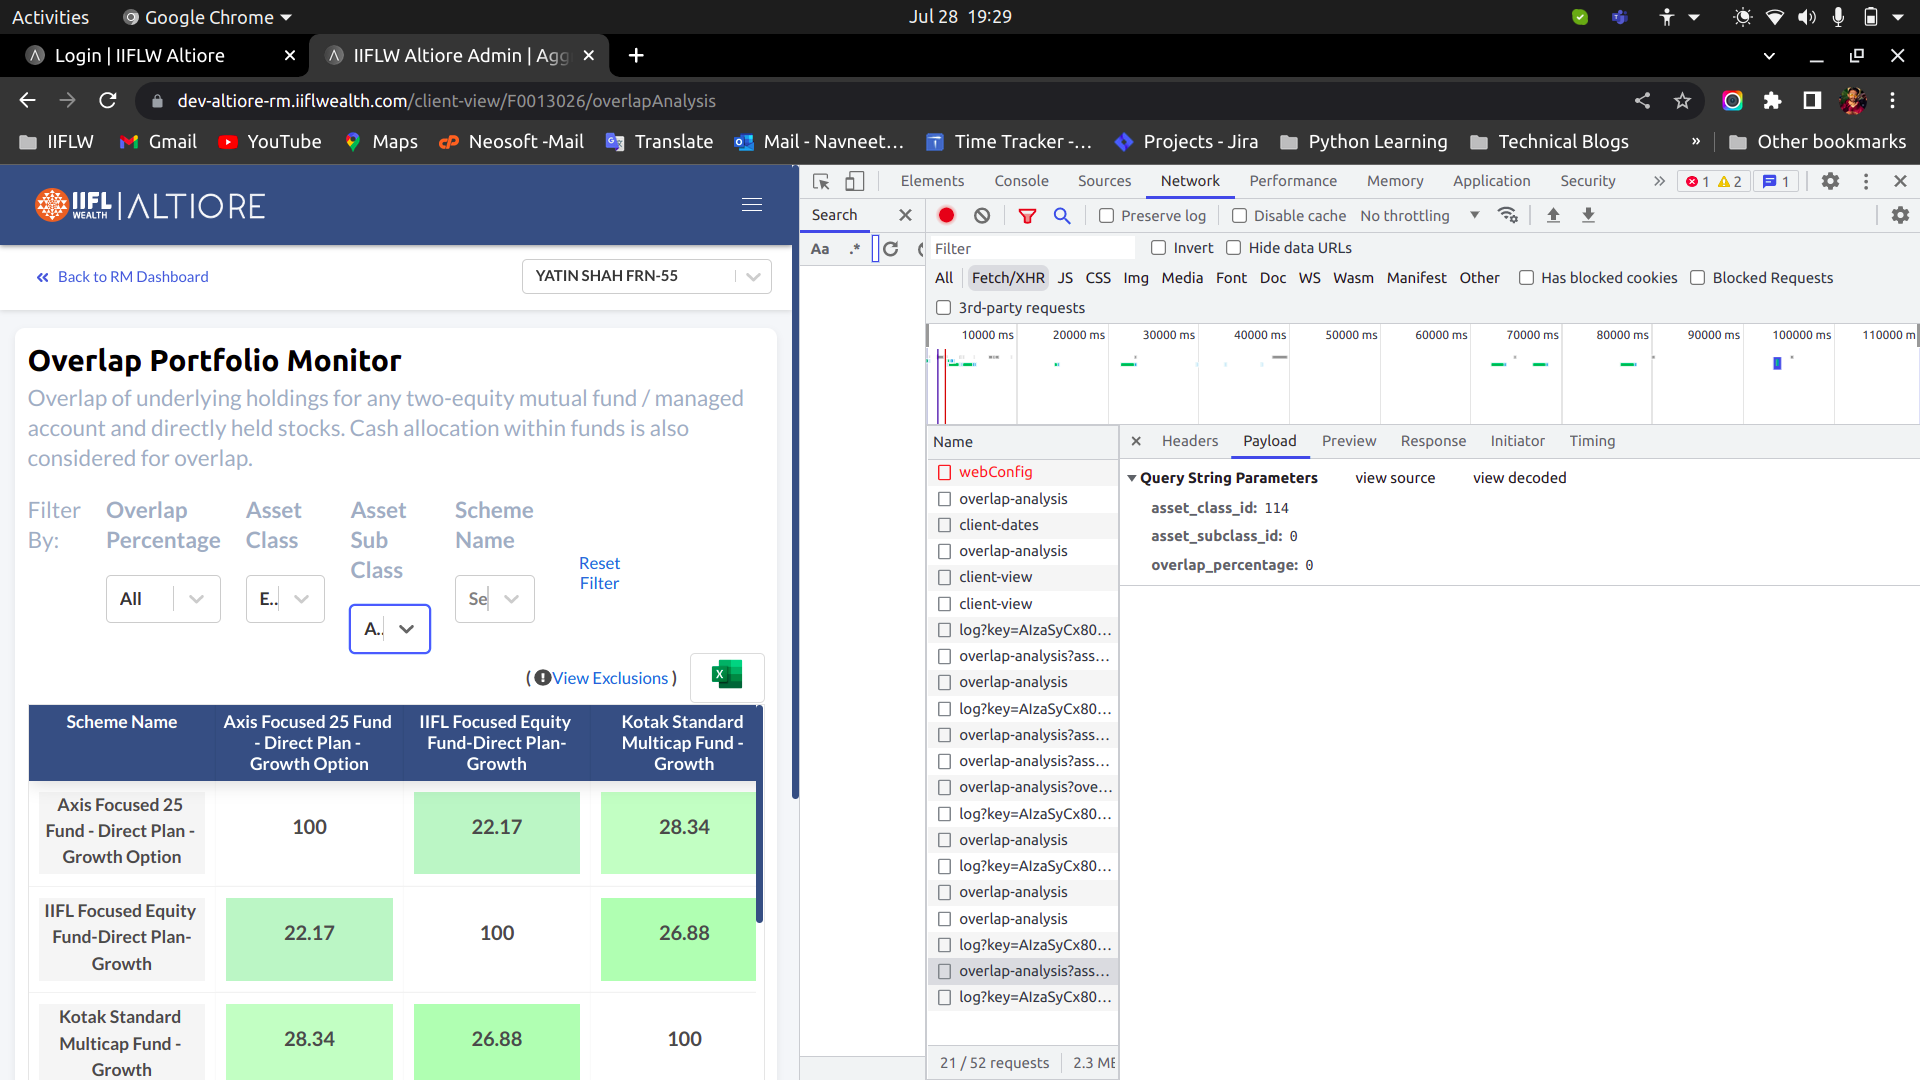 Activities
Google Chrome
Jul 28 19:29
Login | IIFLW Altiore
IIFLW Altiore Admin | Agg
dev-altiore-rm.iiflwealth.com/client-view/F0013026/overlapAnalysis
IIFLW
Gmail
YouTube
Maps
Neosoft -Mail
Translate
Mail - Navneet...
Time Tracker -...
Projects - Jira
Python Learning
Technical Blogs
»
Other bookmarks
IIFL WEALTH | ALTIORE
Back to RM Dashboard
YATIN SHAH FRN-55
Overlap Portfolio Monitor
Overlap of underlying holdings for any two-equity mutual fund / managed
account and directly held stocks. Cash allocation within funds is also
considered for overlap.
Filter By:
Overlap Percentage
All
Asset Class
E..
Asset Sub Class
A..
Scheme Name
Se
Reset Filter
( View Exclusions )
Scheme Name
Axis Focused 25 Fund - Direct Plan - Growth Option
IIFL Focused Equity Fund-Direct Plan-Growth
Kotak Standard Multicap Fund - Growth
Axis Focused 25 Fund - Direct Plan - Growth Option
100
22.17
28.34
IIFL Focused Equity Fund-Direct Plan-Growth
22.17
100
26.88
Kotak Standard Multicap Fund - Growth
28.34
26.88
100
Elements
Console
Sources
Network
Performance
Memory
Application
Security
»
1
2
1
Search
Aa
.*
Preserve log
Disable cache
No throttling
Filter
Invert
Hide data URLs
All
Fetch/XHR
JS
CSS
Img
Media
Font
Doc
WS
Wasm
Manifest
Other
Has blocked cookies
Blocked Requests
3rd-party requests
10000 ms
20000 ms
30000 ms
40000 ms
50000 ms
60000 ms
70000 ms
80000 ms
90000 ms
100000 ms
110000 m
Name
webConfig
overlap-analysis
client-dates
overlap-analysis
client-view
client-view
log?key=AIzaSyCx80...
overlap-analysis?ass...
overlap-analysis
log?key=AIzaSyCx80...
overlap-analysis?ass...
overlap-analysis?ass...
overlap-analysis?ove...
log?key=AIzaSyCx80...
overlap-analysis
log?key=AIzaSyCx80...
overlap-analysis
overlap-analysis
log?key=AIzaSyCx80...
overlap-analysis?ass...
log?key=AIzaSyCx80...
21 / 52 requests
2.3 ME
Headers
Payload
Preview
Response
Initiator
Timing
Query String Parameters
view source
view decoded
asset_class_id: 114
asset_subclass_id: 0
overlap_percentage: 0